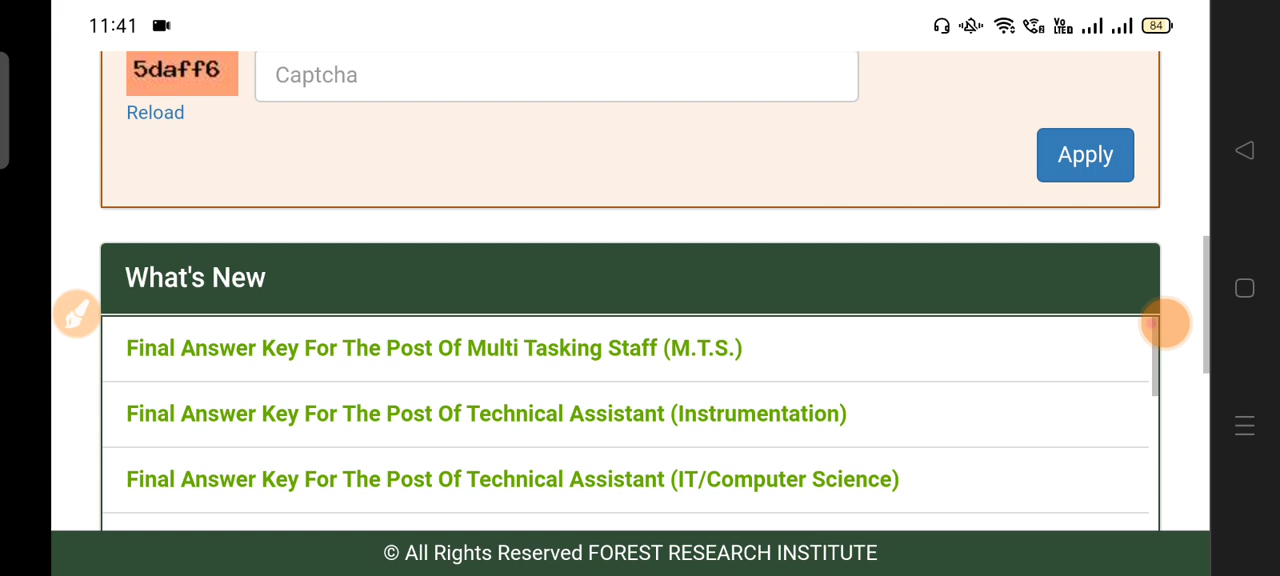 11:41
Vo
LTE
84
5daff6
Captcha
Reload
Apply
What's New
Final Answer Key For The Post Of Multi Tasking Staff (M.T.S.)
Final Answer Key For The Post Of Technical Assistant (Instrumentation)
Final Answer Key For The Post Of Technical Assistant (IT/Computer Science)
© All Rights Reserved FOREST RESEARCH INSTITUTE